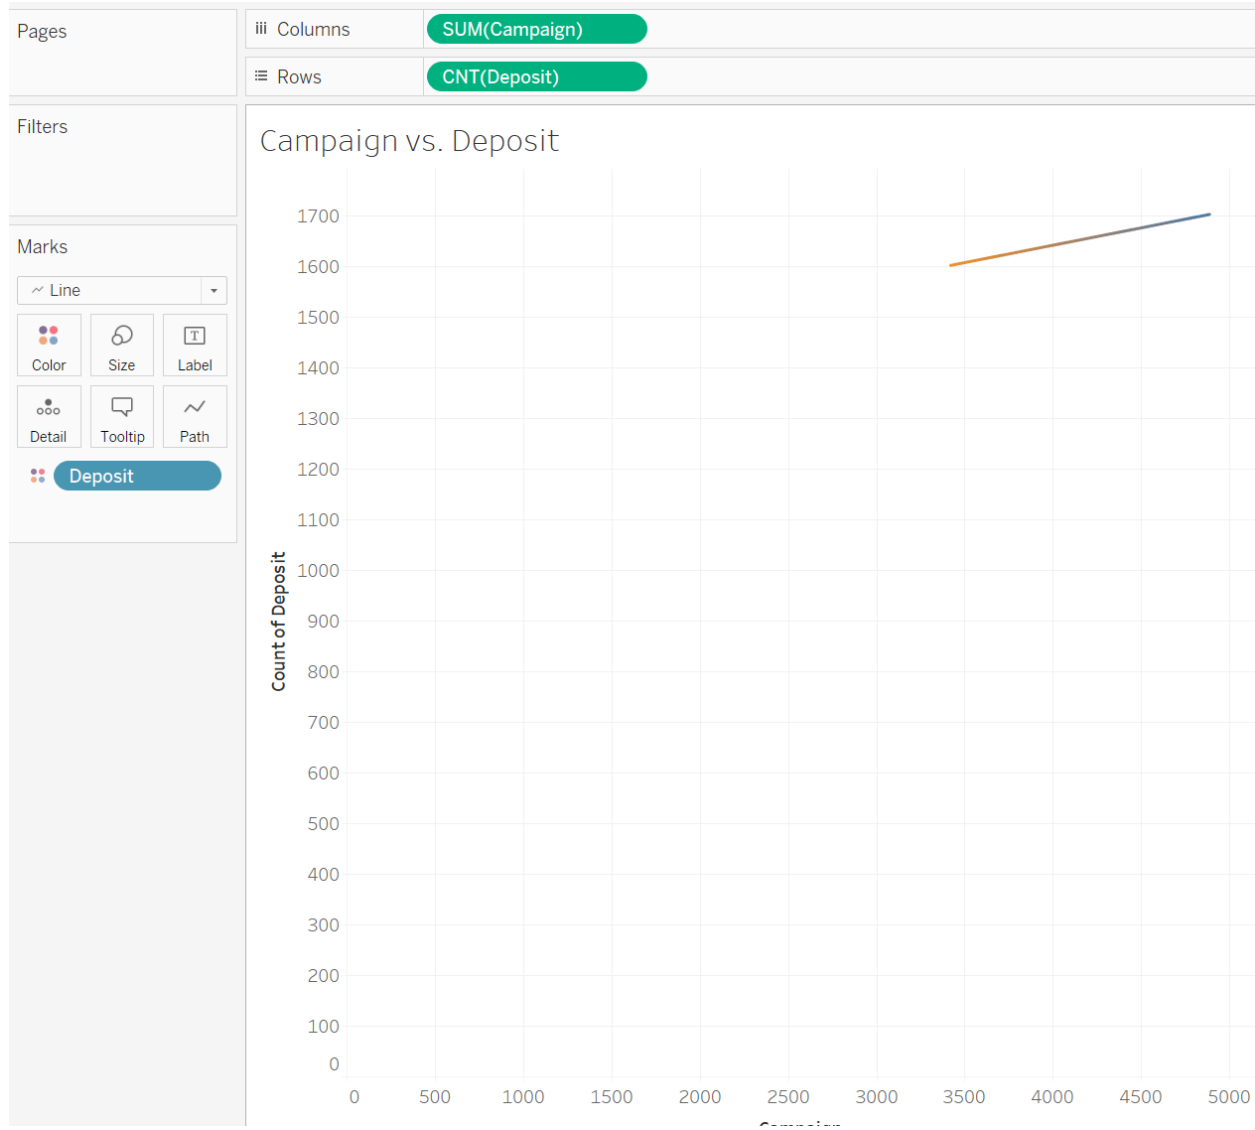 Pages
Columns
SUM(Campaign)
Rows
CNT(Deposit)
Filters
Campaign vs. Deposit
Marks
Line
Color
Size
T
Label
Detail
Tooltip
Path
Deposit
Count of Deposit
1700
1600
1500
1400
1300
1200
1100
1000
900
800
700
600
500
400
300
200
100
0
0
500
1000
1500
2000
2500
3000
3500
4000
4500
5000
Campaign